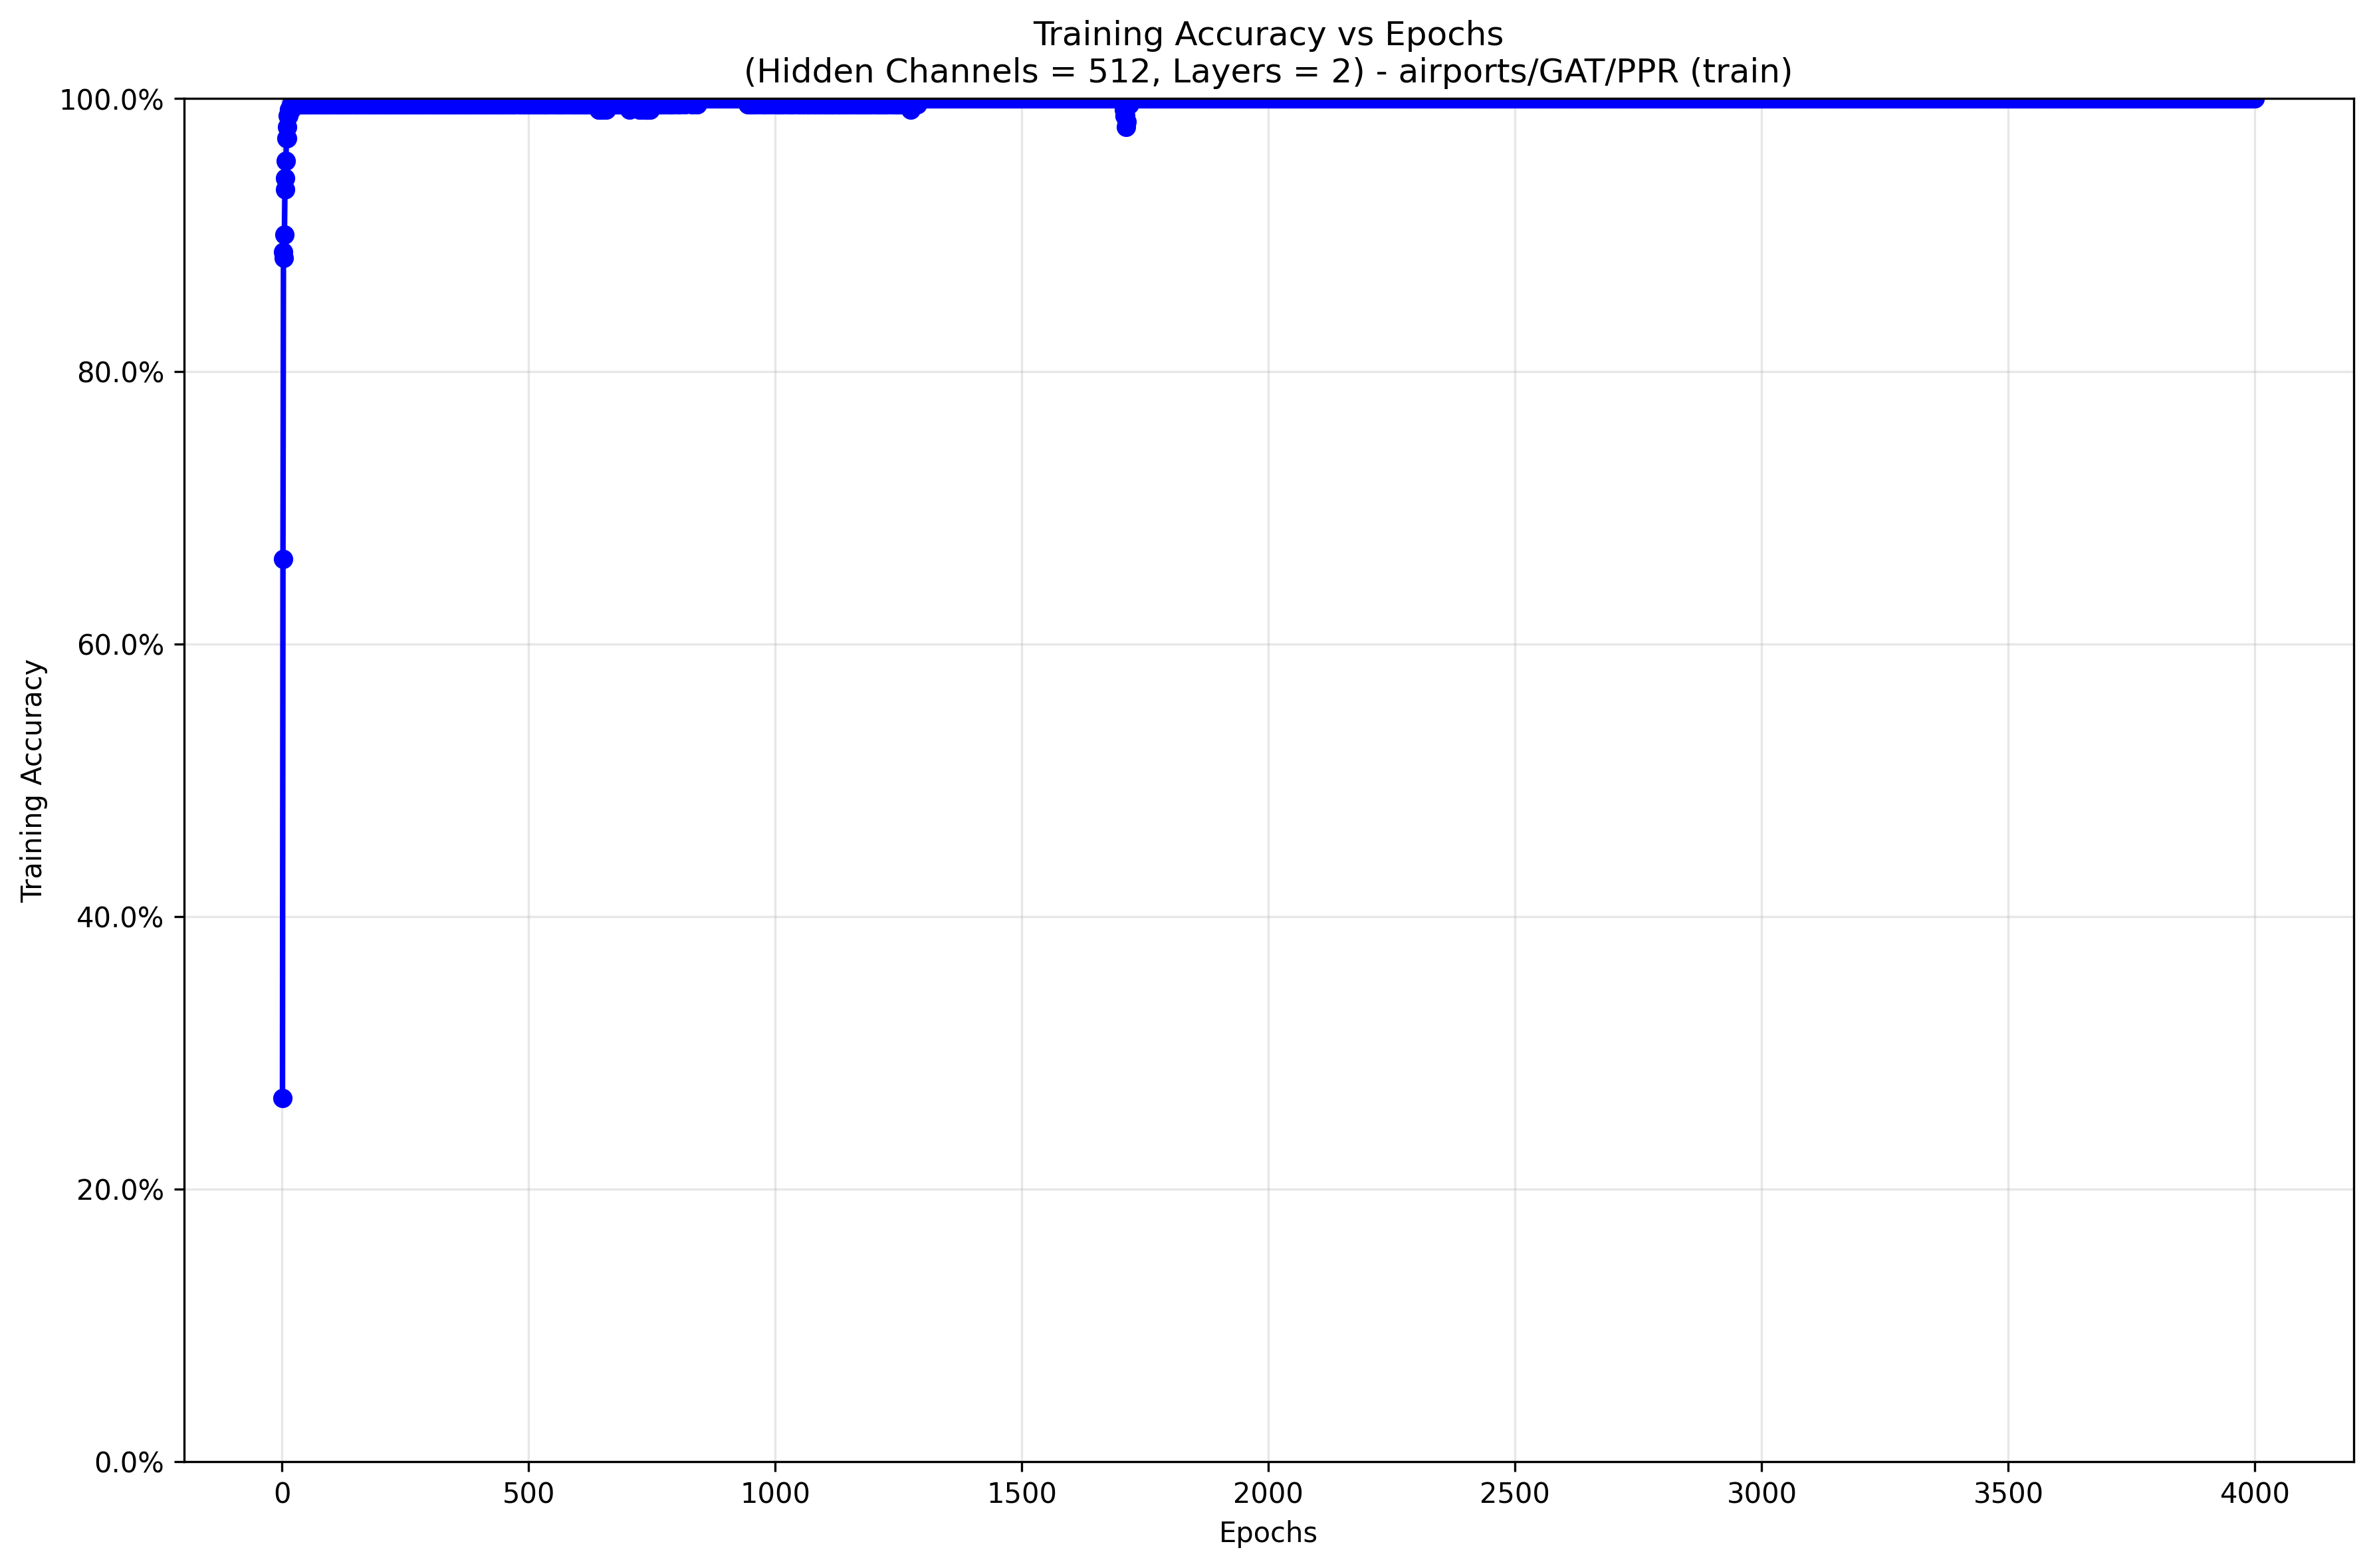 Training Accuracy vs Epochs
(Hidden Channels = 512, Layers = 2) - airports/GAT/PPR (train)
100.0%
80.0%
60.0%
40.0%
20.0%
0.0%
Training Accuracy
0 500 1000 1500 2000 2500 3000 3500 4000
Epochs